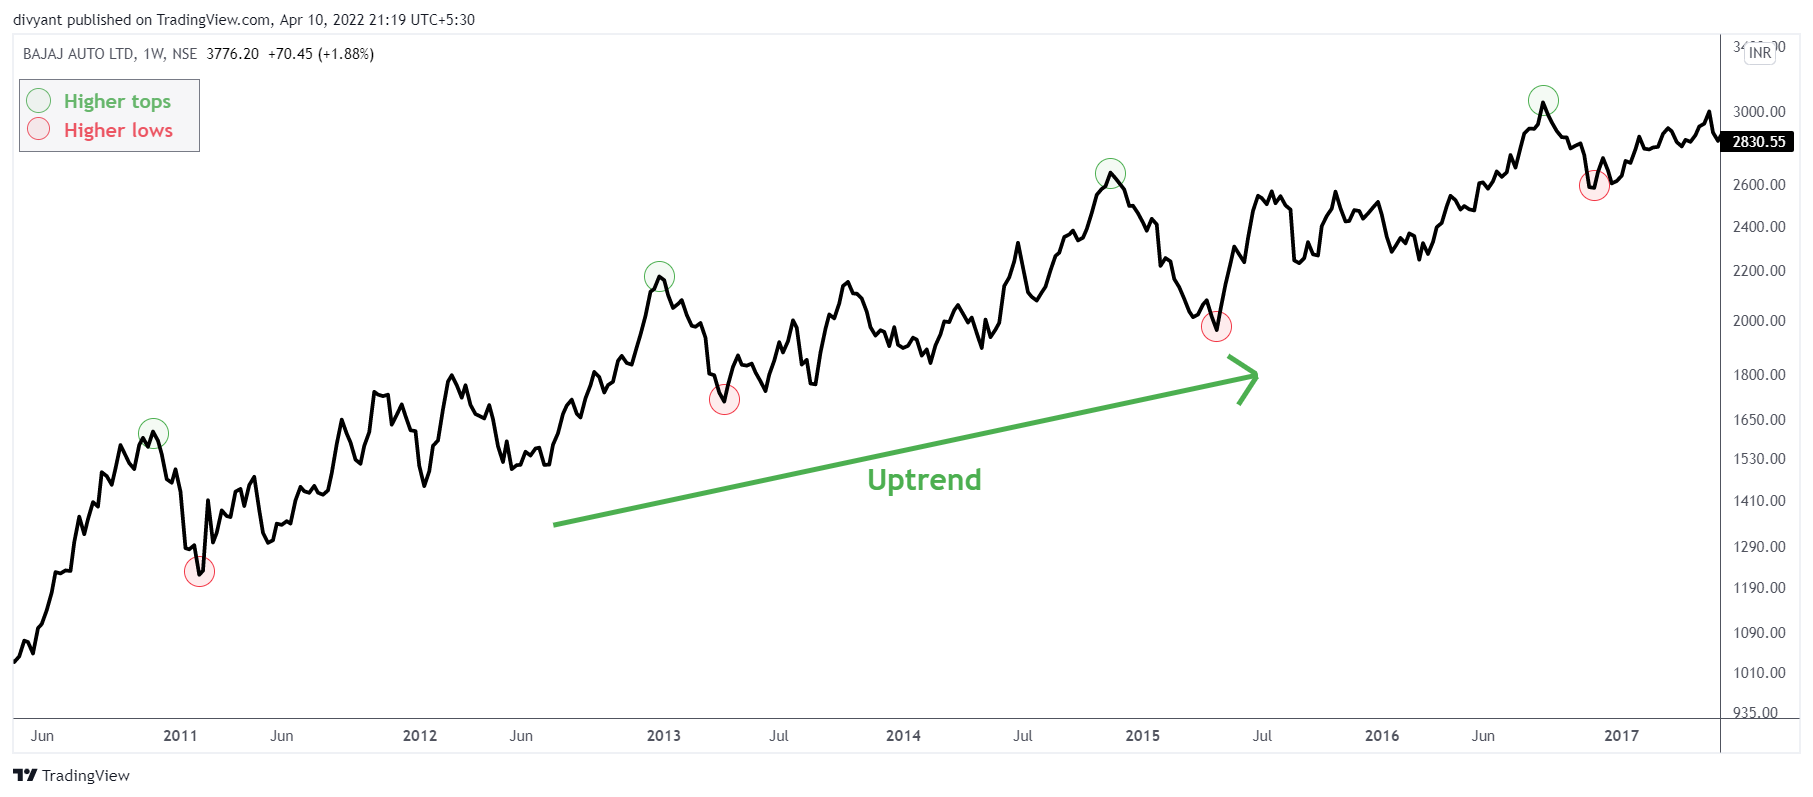 divyant published on TradingView.com, Apr 10, 2022 21:19 UTC+5:30
BAJAJ AUTO LTD, 1W, NSE 3776.20 +70.45 (+1.88%)
INR
Higher tops
Higher lows
3000.00
2830.55
2600.00
2400.00
2200.00
2000.00
1800.00
1650.00
1530.00
1410.00
1290.00
1190.00
1090.00
1010.00
935.00
Uptrend
Jun 2011 Jun 2012 Jun 2013 Jul 2014 Jul 2015 Jul 2016 Jun 2017
TradingView